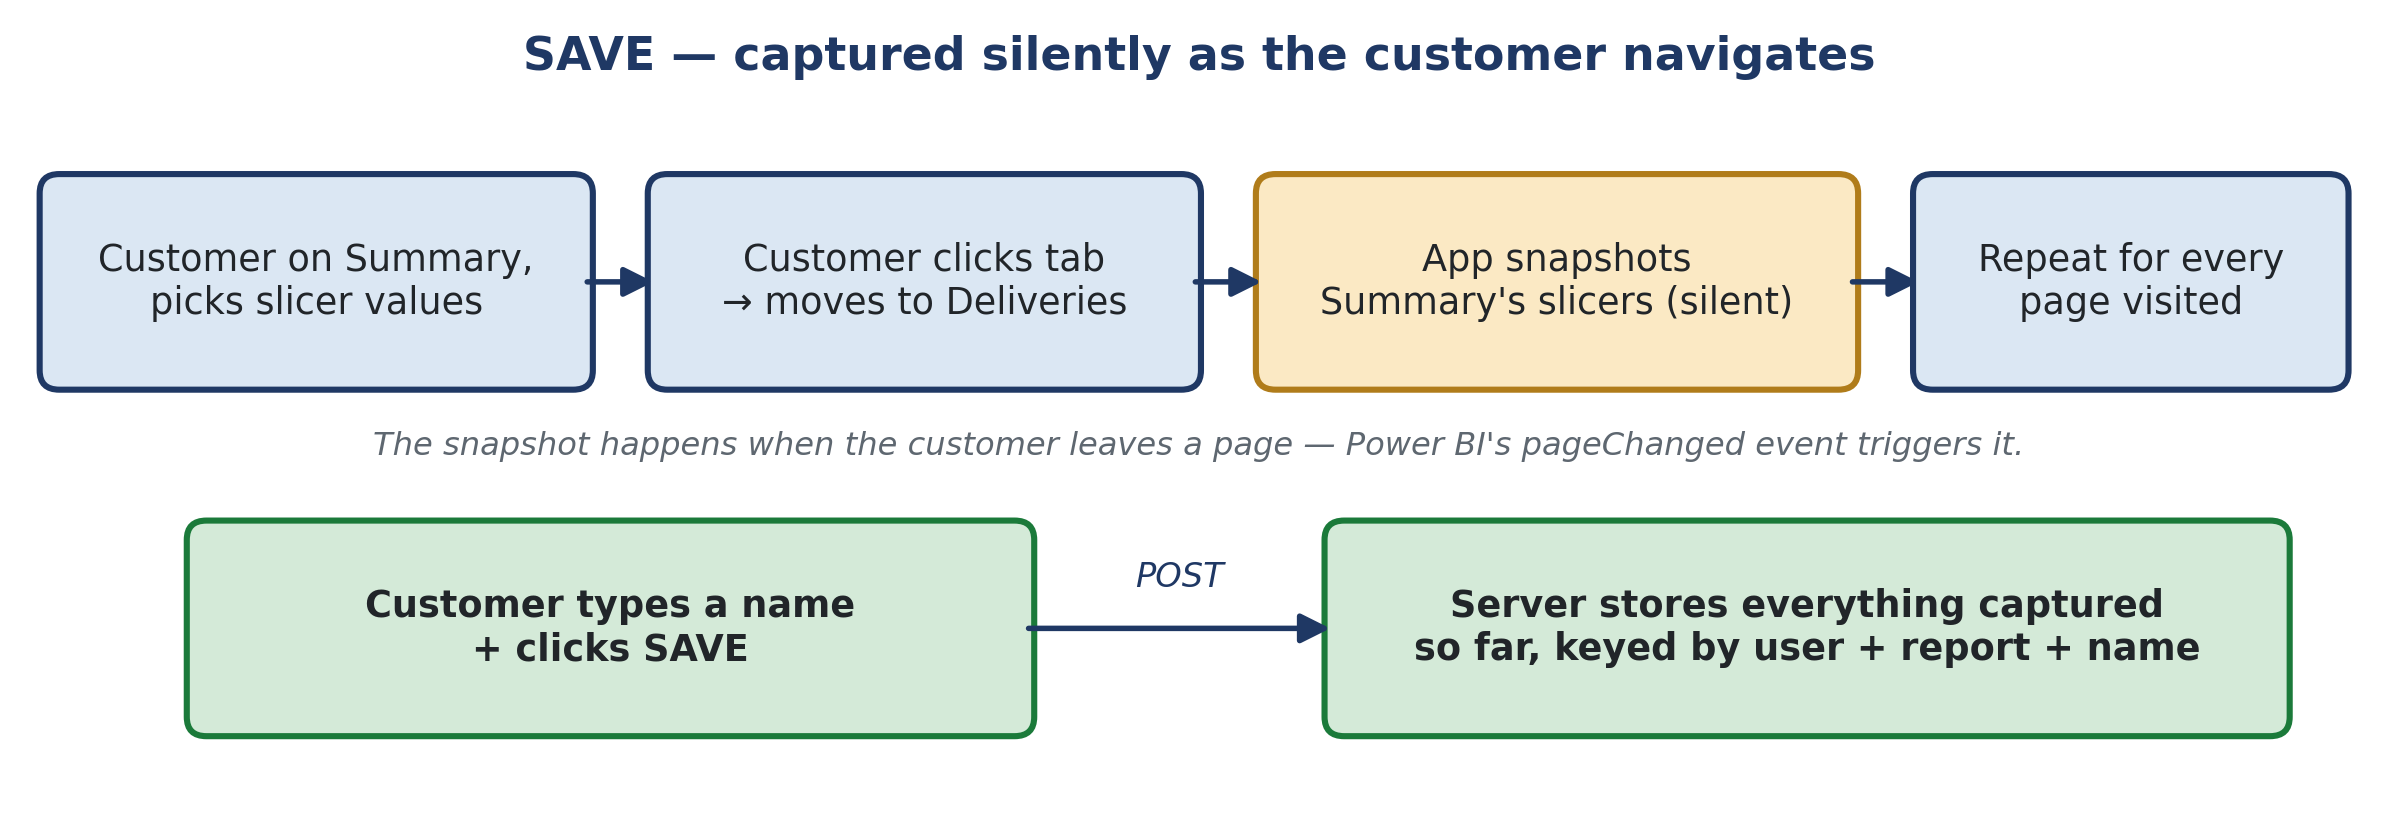 SAVE — captured silently as the customer navigates
Customer on Summary,
picks slicer values
Customer clicks tab
→ moves to Deliveries
App snapshots
Summary's slicers (silent)
Repeat for every
page visited
The snapshot happens when the customer leaves a page — Power BI's pageChanged event triggers it.
Customer types a name
+ clicks SAVE
POST
Server stores everything captured
so far, keyed by user + report + name